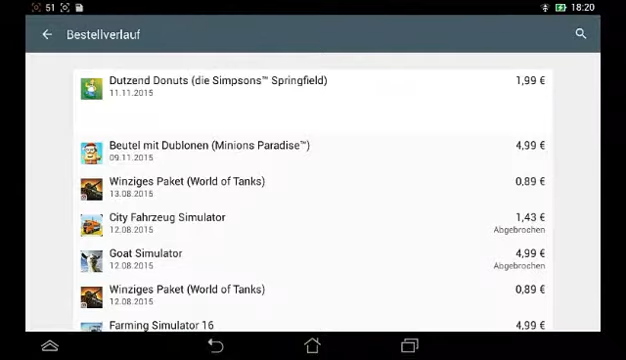 51
18:20
Bestellverlauf
Dutzend Donuts (die Simpsons™ Springfield)
1,99 €
11.11.2015
Beutel mit Dublonen (Minions Paradise™)
4,99 €
09.11.2015
Winziges Paket (World of Tanks)
0,89 €
13.08.2015
City Fahrzeug Simulator
1,43 €
12.08.2015
Abgebrochen
Goat Simulator
4,99 €
12.08.2015
Abgebrochen
Winziges Paket (World of Tanks)
0,89 €
12.08.2015
Farming Simulator 16
4,99 €